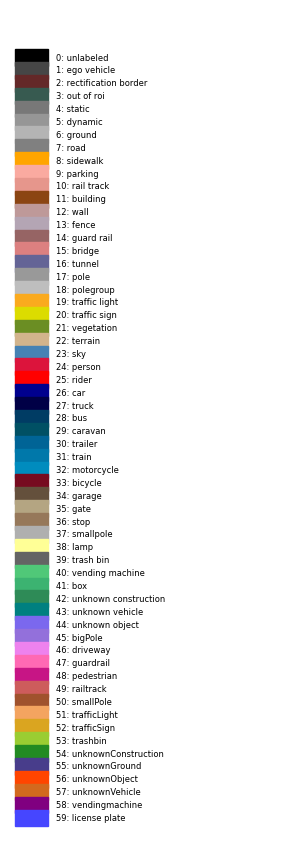 0: unlabeled
1: ego vehicle
2: rectification border
3: out of roi
4: static
5: dynamic
6: ground
7: road
8: sidewalk
9: parking
10: rail track
11: building
12: wall
13: fence
14: guard rail
15: bridge
16: tunnel
17: pole
18: polegroup
19: traffic light
20: traffic sign
21: vegetation
22: terrain
23: sky
24: person
25: rider
26: car
27: truck
28: bus
29: caravan
30: trailer
31: train
32: motorcycle
33: bicycle
34: garage
35: gate
36: stop
37: smallpole
38: lamp
39: trash bin
40: vending machine
41: box
42: unknown construction
43: unknown vehicle
44: unknown object
45: bigPole
46: driveway
47: guardrail
48: pedestrian
49: railtrack
50: smallPole
51: trafficLight
52: trafficSign
53: trashbin
54: unknownConstruction
55: unknownGround
56: unknownObject
57: unknownVehicle
58: vendingmachine
59: license plate